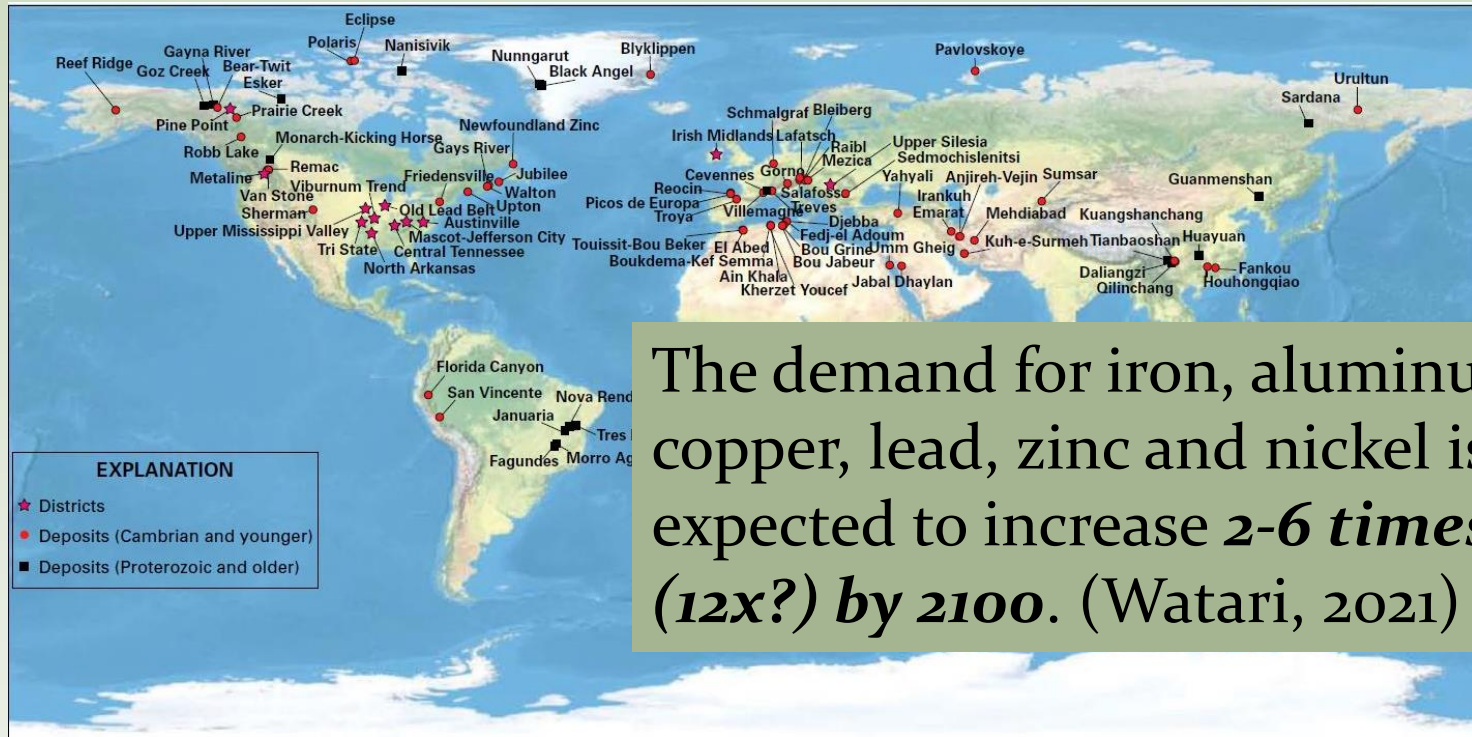 Eclipse
Polaris
Nanisivik
Gayna River
Reef Ridge
Goz Creek
Bear-Twit
Esker
Prairie Creek
Pine Point
Robb Lake
Monarch-Kicking Horse
Remac
Metaline
Van Stone
Viburnum Trend
Sherman
Old Lead Belt
Upper Mississippi Valley
Austinville
Mascot-Jefferson City
Tri State
Central Tennessee
North Arkansas
Friedensville
Gays River
Newfoundland Zinc
Jubilee
Walton
Upton
Nunngarut
Black Angel
Blyklippen
Pavlovskoye
Urultun
Sardana
Schmalgraf
Bleiberg
Irish Midlands
Lafatsch
Raibl
Mezica
Upper Silesia
Sedmochislenitsi
Cevennes
Gorno
Salafossa
Treves
Reocin
Picos de Europa
Troya
Villemagne
Djebba
Fedj-el Adoum
Touissit-Bou Beker
El Abed
Bou Grine
Boukdema-Kef Semma
Bou Jabeur
Ain Khala
Kherzet Youcef
Yahyali
Irankuh
Anjireh-Vejin
Sumsar
Emarat
Mehdiabad
Umm Gheig
Kuh-e-Surmeh
Jabal Dhaylan
Guanmenshan
Kuangshanchang
Tianbaoshan
Huayuan
Daliangzi
Qilinchang
Fankou
Houhongqiao
Florida Canyon
San Vincente
Nova Rend
Januaria
Tres
Fagundes
Morro Ag
EXPLANATION
Districts
Deposits (Cambrian and younger)
Deposits (Proterozoic and older)
The demand for iron, aluminu
copper, lead, zinc and nickel is
expected to increase 2-6 times
(12x?) by 2100. (Watari, 2021)